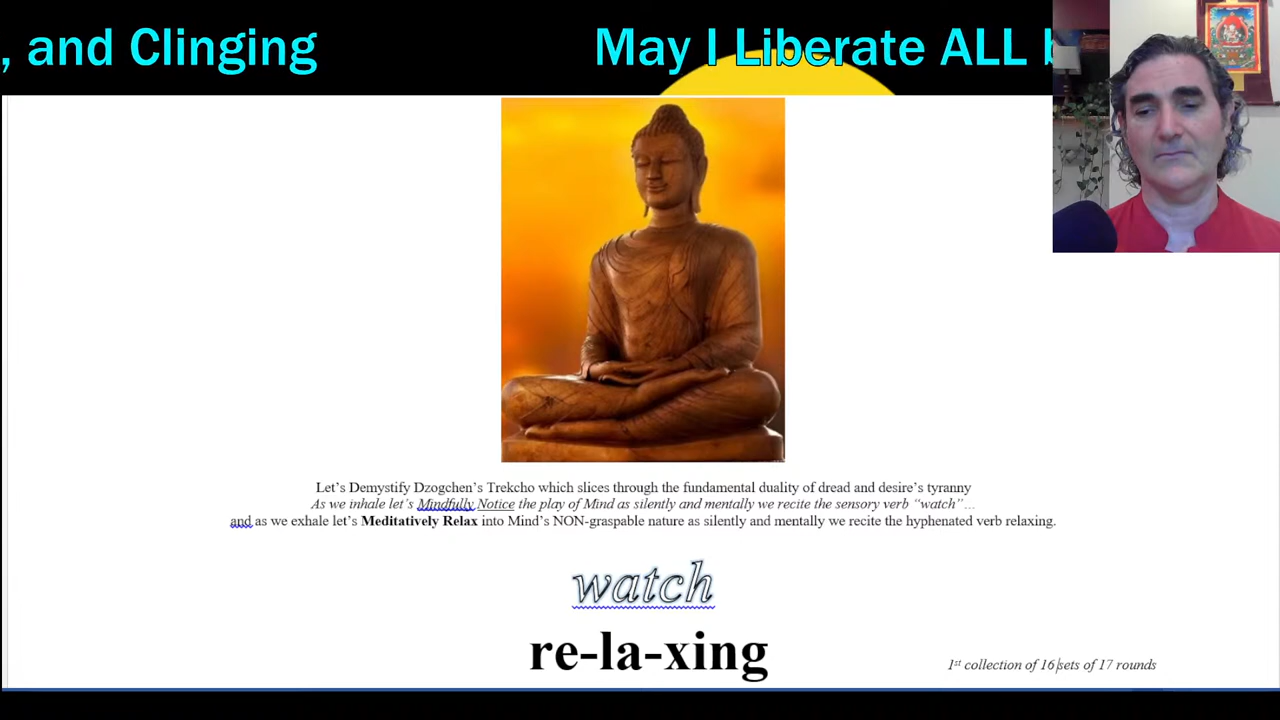 , and Clinging May I Liberate ALL
Let's Demystify Dzogchen's Trekcho which slices through the fundamental duality of dread and desire's tyranny
As we inhale let's Mindfully Notice the play of Mind as silently and mentally we recite the sensory verb “watch”…
and as we exhale let's Meditatively Relax into Mind's NON-graspable nature as silently and mentally we recite the hyphenated verb relaxing.
watch
re-la-xing
1st collection of 16 sets of 17 rounds